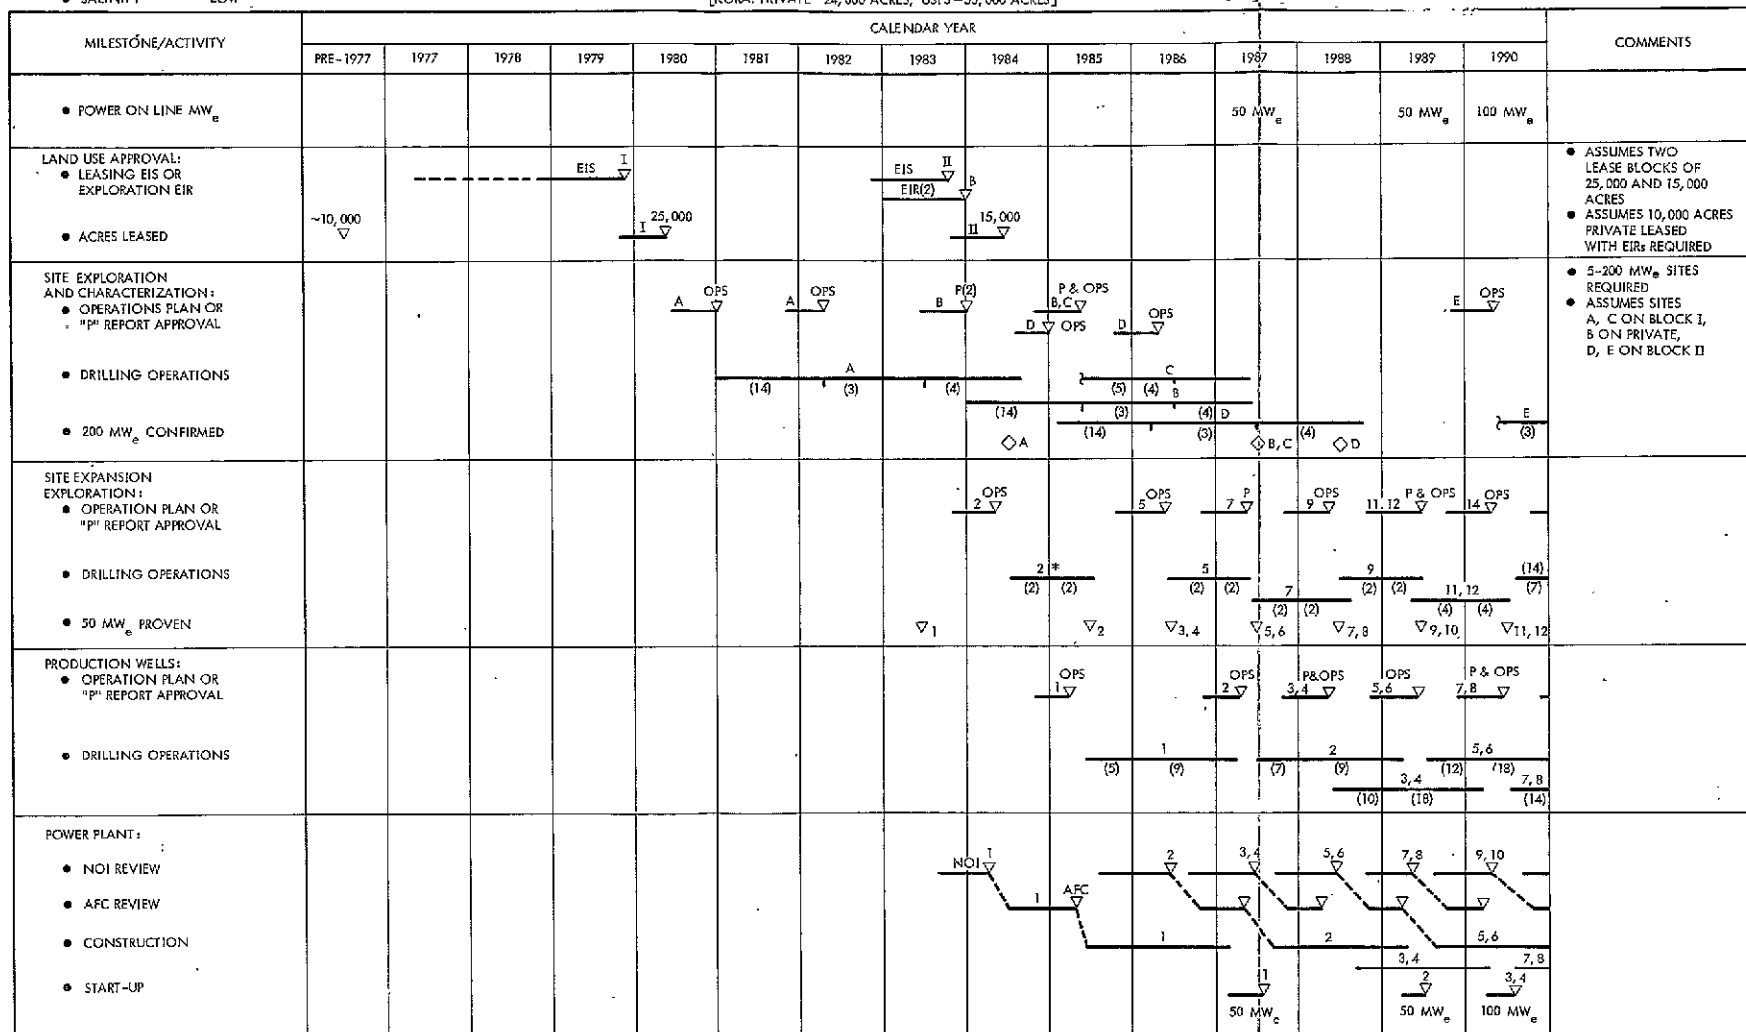 • SALINITY LOW
[KGRA: PRIVATE - 24,000 ACRES, USFS - 55,000 ACRES]
MILESTONE/ACTIVITY
CALENDAR YEAR
COMMENTS
PRE-1977 1977 1978 1979 1980 1981 1982 1983 1984 1985 1986 1987 1988 1989 1990
• POWER ON LINE MWe
50 MWe 50 MWe 100 MWe
LAND USE APPROVAL:
• LEASING EIS OR
EXPLORATION EIR
EIS I
EIS II
EIR(2) B
• ACRES LEASED
~10,000
I 25,000
II 15,000
• ASSUMES TWO
LEASE BLOCKS OF
25,000 AND 15,000
ACRES
• ASSUMES 10,000 ACRES
PRIVATE LEASED
WITH EIRs REQUIRED
SITE EXPLORATION
AND CHARACTERIZATION:
• OPERATIONS PLAN OR
"P" REPORT APPROVAL
A OPS A OPS B P(2) B,C P & OPS E OPS
D OPS D OPS
• DRILLING OPERATIONS
A C
(14) (3) (4) (5) (4)
B
(14) (3) (4) D
E
(14) (3) (4) (3)
• 200 MWe CONFIRMED
A B,C D
• 5-200 MWe SITES
REQUIRED
• ASSUMES SITES
A, C ON BLOCK I,
B ON PRIVATE,
D, E ON BLOCK II
SITE EXPANSION
EXPLORATION:
• OPERATION PLAN OR
"P" REPORT APPROVAL
2 OPS 5 OPS 7 P 9 OPS 11,12 P & OPS 14 OPS
• DRILLING OPERATIONS
2 * 5 9 (14)
(2) (2) (2) (2) (2) (2) (7)
7 11,12
(2) (2) (4) (4)
• 50 MWe PROVEN
1 2 3,4 5,6 7,8 9,10 11,12
PRODUCTION WELLS:
• OPERATION PLAN OR
"P" REPORT APPROVAL
1 OPS 2 OPS 3,4 P&OPS 5,6 OPS 7,8 P & OPS
• DRILLING OPERATIONS
1 2 5,6
(5) (9) (7) (9) (12) (18)
3,4 7,8
(10) (18) (14)
POWER PLANT:
• NOI REVIEW
NOI 1 2 3,4 5,6 7,8 9,10
• AFC REVIEW
1 AFC
• CONSTRUCTION
1 2 5,6
3,4 7,8
• START-UP
1 2 3,4
50 MWe 50 MWe 100 MWe